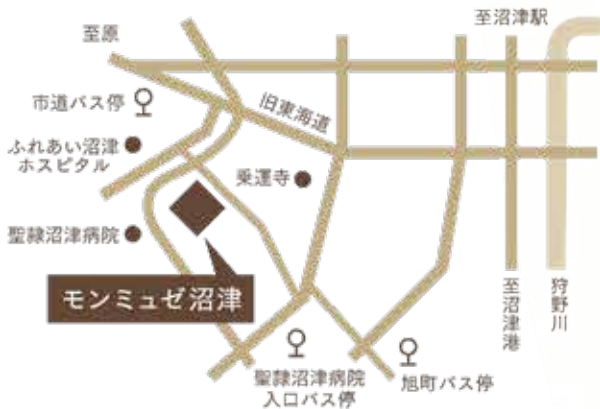 至沼津駅
至原
市道バス停
旧東海道
ふれあい沼津
ホスピタル
乗運寺
聖隷沼津病院
モンミュゼ沼津
至沼津港
狩野川
聖隷沼津病院
入口バス停
旭町バス停